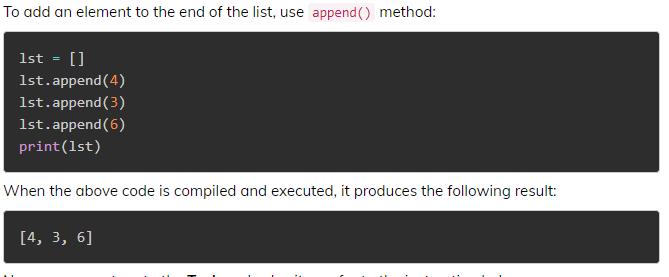 To add an element to the end of the list, use append() method:
lst = []
lst.append(4)
lst.append(3)
lst.append(6)
print(lst)
When the above code is compiled and executed, it produces the following result:
[4, 3, 6]